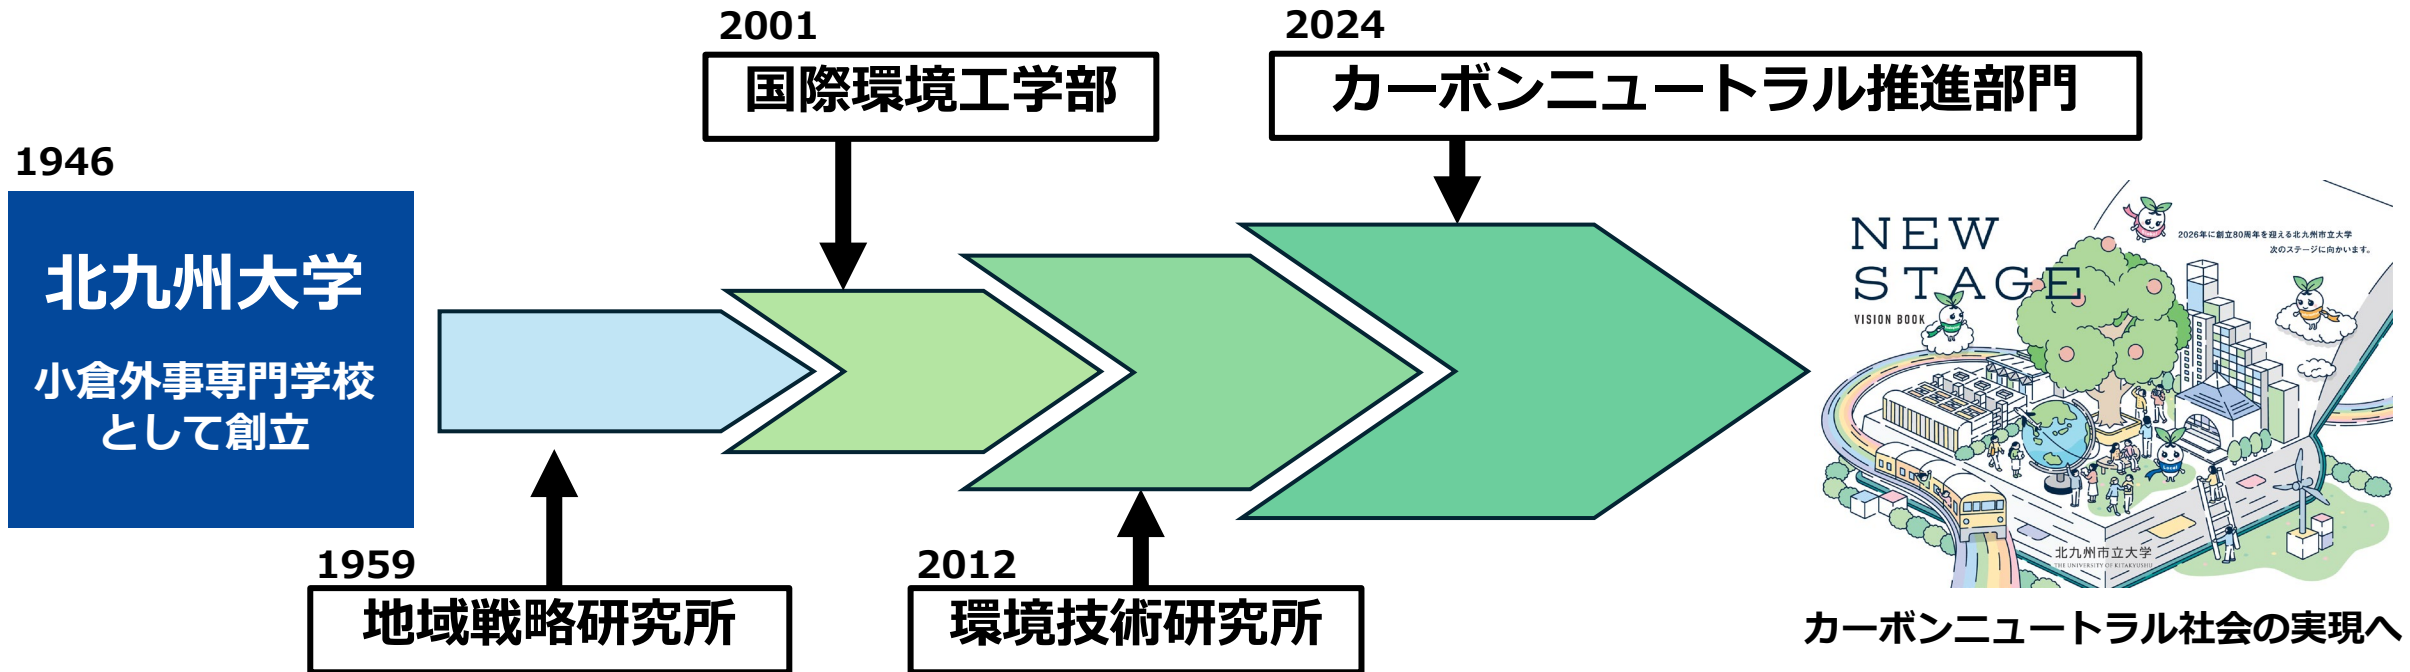 2001
国際環境工学部
2024
カーボンニュートラル推進部門
1946
北九州大学
小倉外事専門学校
として創立
1959
地域戦略研究所
2012
環境技術研究所
NEW
STAGE
VISION BOOK
2026年に創立80周年を迎える北九州市立大学
次のステージに向かいます。
Local
北九州市立大学
THE UNIVERSITY OF KITAKYUSHU
カーボンニュートラル社会の実現へ